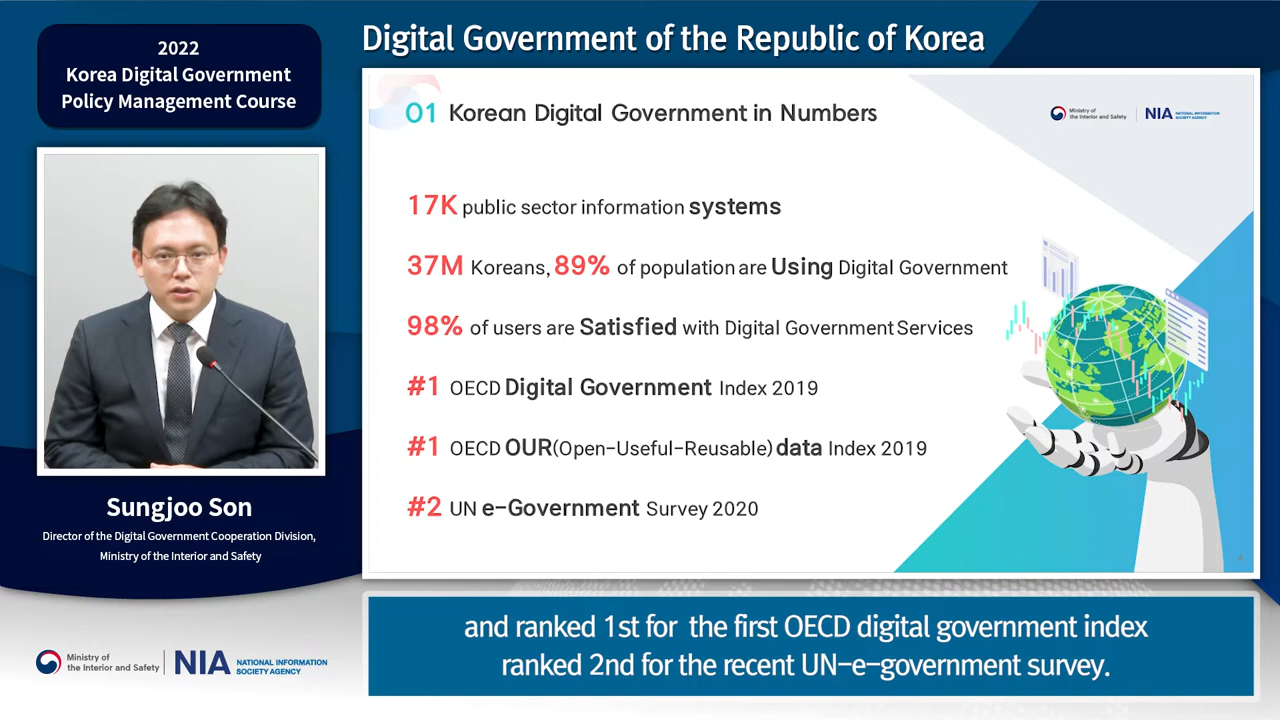 2022
Korea Digital Government
Policy Management Course
Sungjoo Son
Director of the Digital Government Cooperation Division,
Ministry of the Interior and Safety
Ministry of
the Interior and Safety
NIA NATIONAL INFORMATION
SOCIETY AGENCY
Digital Government of the Republic of Korea
01 Korean Digital Government in Numbers
Ministry of
the Interior and Safety
NIA NATIONAL INFORMATION
SOCIETY AGENCY
17K public sector information systems
37M Koreans, 89% of population are Using Digital Government
98% of users are Satisfied with Digital Government Services
#1 OECD Digital Government Index 2019
#1 OECD OUR(Open-Useful-Reusable) data Index 2019
#2 UN e-Government Survey 2020
and ranked 1st for the first OECD digital government index
ranked 2nd for the recent UN-e-government survey.